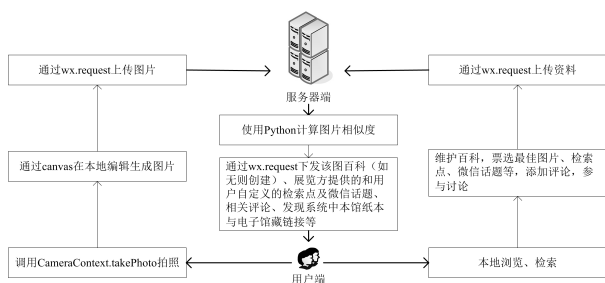 通过wx.request上传图片
通过wx.request上传资料
服务器端
使用Python计算图片相似度
通过canvas在本地编辑生成图片
通过wx.request下发该图百科（如
无则创建）、展览方提供的和用
户自定义的检索点及微信话题、
相关评论、发现系统中本馆纸本
与电子馆藏链接等
维护百科，票选最佳图片、检索
点、微信话题等，添加评论，参
与讨论
调用CameraContext.takePhoto拍照
用户端
本地浏览、检索